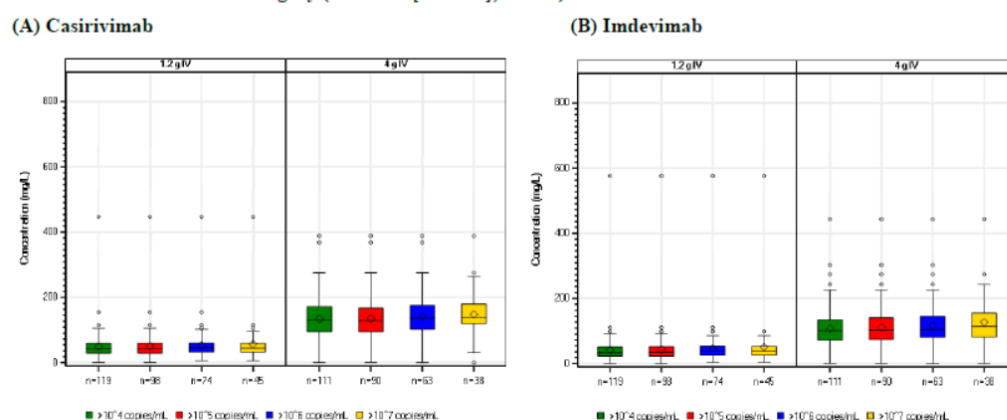 (A) Casirivimab
(B) Imdevimab
1.2 g IV
4 g IV
Concentration (mg/L)
800
600
400
200
0
n=119
n=98
n=74
n=45
n=111
n=90
n=63
n=38
>10^4 copies/mL
>10^5 copies/mL
>10^6 copies/mL
>10^7 copies/mL
1.2 g IV
4 g IV
Concentration (mg/L)
800
600
400
200
0
n=119
n=93
n=74
n=45
n=111
n=90
n=63
n=38
>10^4 copies/mL
>10^5 copies/mL
>10^6 copies/mL
>10^7 copies/mL